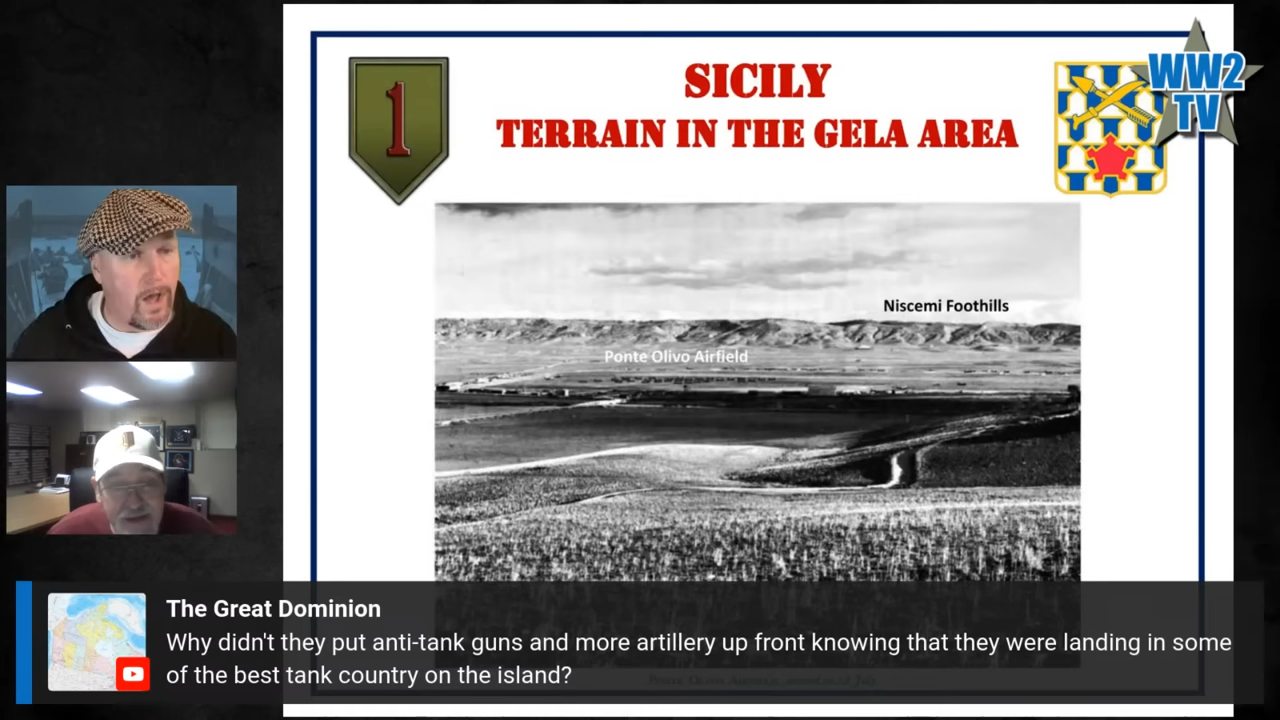 1
SICILY
TERRAIN IN THE GELA AREA
WW2
TV
Niscemi Foothills
Ponte Olivo Airfield
The Great Dominion
Why didn't they put anti-tank guns and more artillery up front knowing that they were landing in some
of the best tank country on the island?